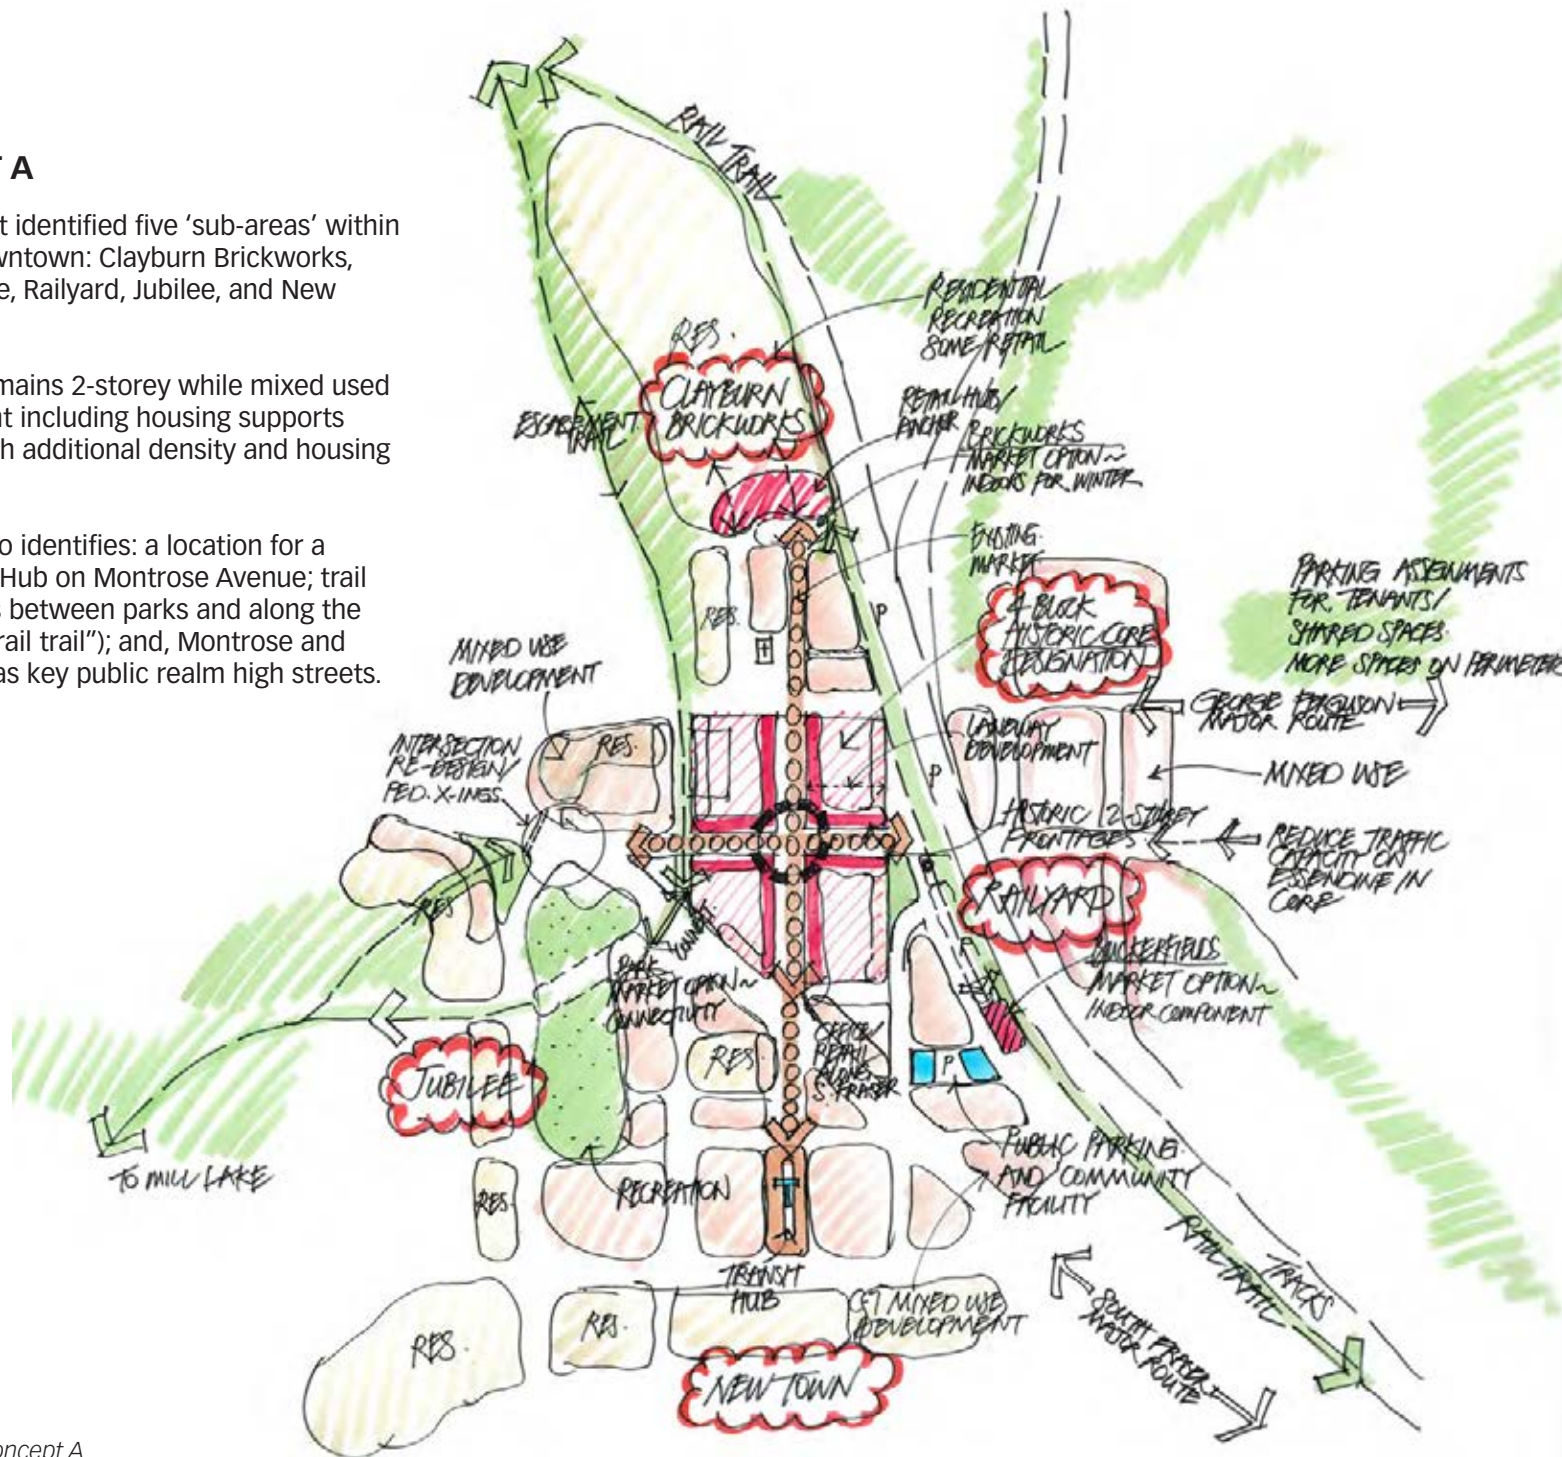 T A
t identified five ‘sub-areas’ within
wntown: Clayburn Brickworks,
e, Railyard, Jubilee, and New
mains 2-storey while mixed used
nt including housing supports
h additional density and housing
o identifies: a location for a
Hub on Montrose Avenue; trail
s between parks and along the
rail trail”); and, Montrose and
as key public realm high streets.
oncept A
RAIL TRAIL
RESIDENTIAL
RECREATION
SOME RETAIL
RES.
CLAYBURN
BRICKWORKS
ESCARPMENT
TRAIL
RETAIL HUB/
ANCHOR
BRICKWORKS
MARKET OPTION~
INDOORS FOR WINTER
EXISTING
MARKET
P
RES.
4 BLOCK
HISTORIC CORE
DESIGNATION
PARKING ASSIGNMENTS
FOR TENANTS/
SHARED SPACES.
MORE SPACES ON PERIMETER
GEORGE FERGUSON
MAJOR ROUTE
MIXED USE
DEVELOPMENT
RES.
INTERSECTION
RE-DESIGN/
PED. X-INGS.
LANEWAY
DEVELOPMENT
P
MIXED USE
HISTORIC 2-STOREY
FRONTAGES
REDUCE TRAFFIC
CAPACITY ON
ESSENDENE IN
CORE
RAILYARD
RES
P
BUCKERFIELDS
MARKET OPTION~
INDOOR COMPONENT
PARK
MARKET OPTION~
CONNECTIVITY
OFFICE/
RETAIL
ALONG
S. FRASER
RES
P
JUBILEE
TO MILL LAKE
RES
RECREATION
T
PUBLIC PARKING
AND COMMUNITY
FACILITY
TRANSIT
HUB
MIXED USE
DEVELOPMENT
RES.
RES.
NEW TOWN
SOUTH FRASER
MAJOR ROUTE
RAIL TRAIL
TRACKS